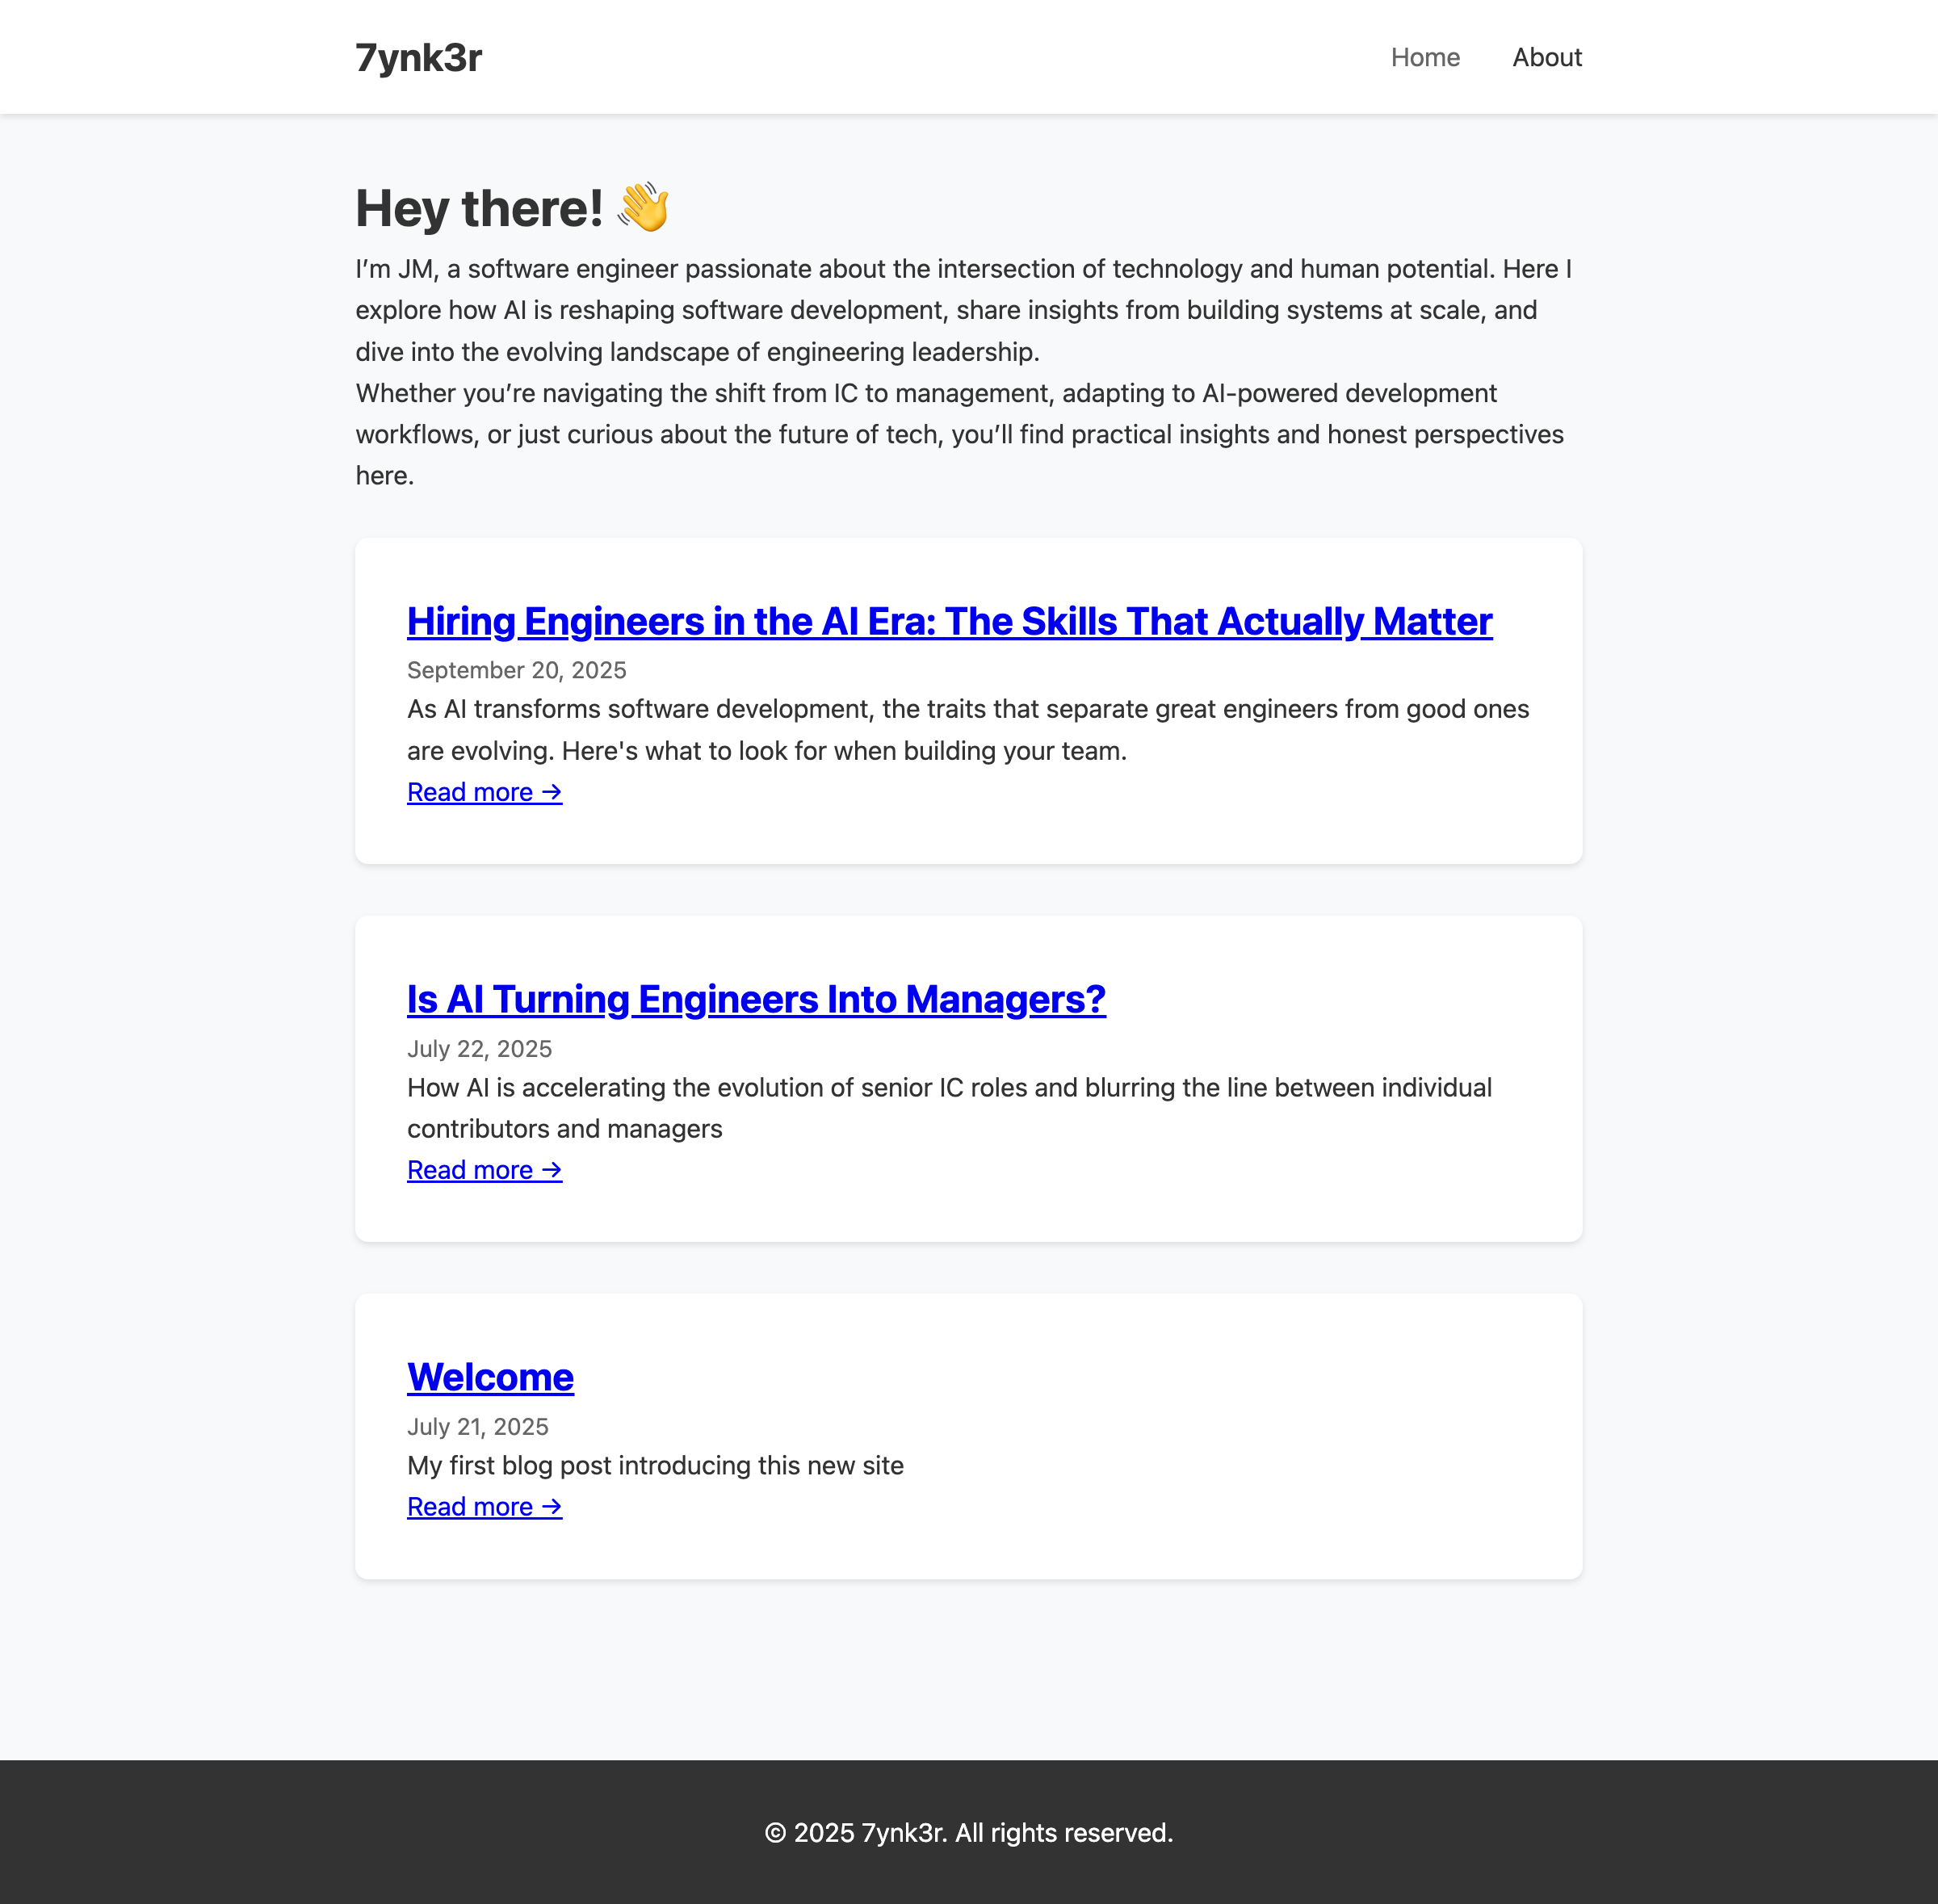 7ynk3r
Home
About
Hey there! 👋
I’m JM, a software engineer passionate about the intersection of technology and human potential. Here I
explore how AI is reshaping software development, share insights from building systems at scale, and
dive into the evolving landscape of engineering leadership.
Whether you’re navigating the shift from IC to management, adapting to AI-powered development
workflows, or just curious about the future of tech, you’ll find practical insights and honest perspectives
here.
Hiring Engineers in the AI Era: The Skills That Actually Matter
September 20, 2025
As AI transforms software development, the traits that separate great engineers from good ones
are evolving. Here's what to look for when building your team.
Read more →
Is AI Turning Engineers Into Managers?
July 22, 2025
How AI is accelerating the evolution of senior IC roles and blurring the line between individual
contributors and managers
Read more →
Welcome
July 21, 2025
My first blog post introducing this new site
Read more →
© 2025 7ynk3r. All rights reserved.